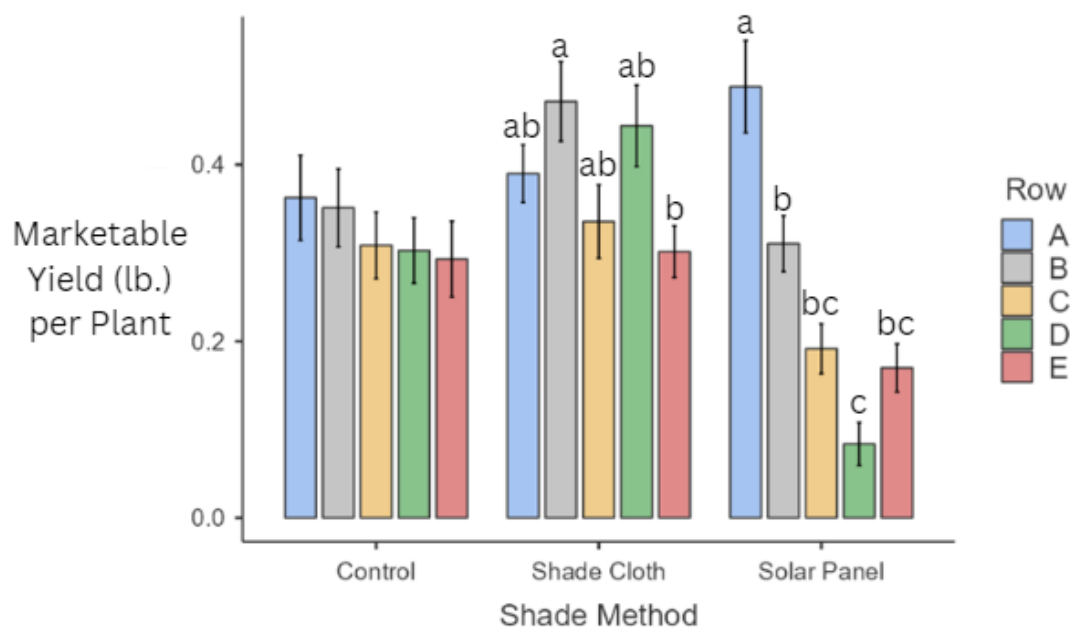 a
a
ab
ab
ab
b
b
bc
bc
c
0.4
0.2
0.0
Marketable
Yield (lb.)
per Plant
Control
Shade Cloth
Solar Panel
Shade Method
Row
A
B
C
D
E